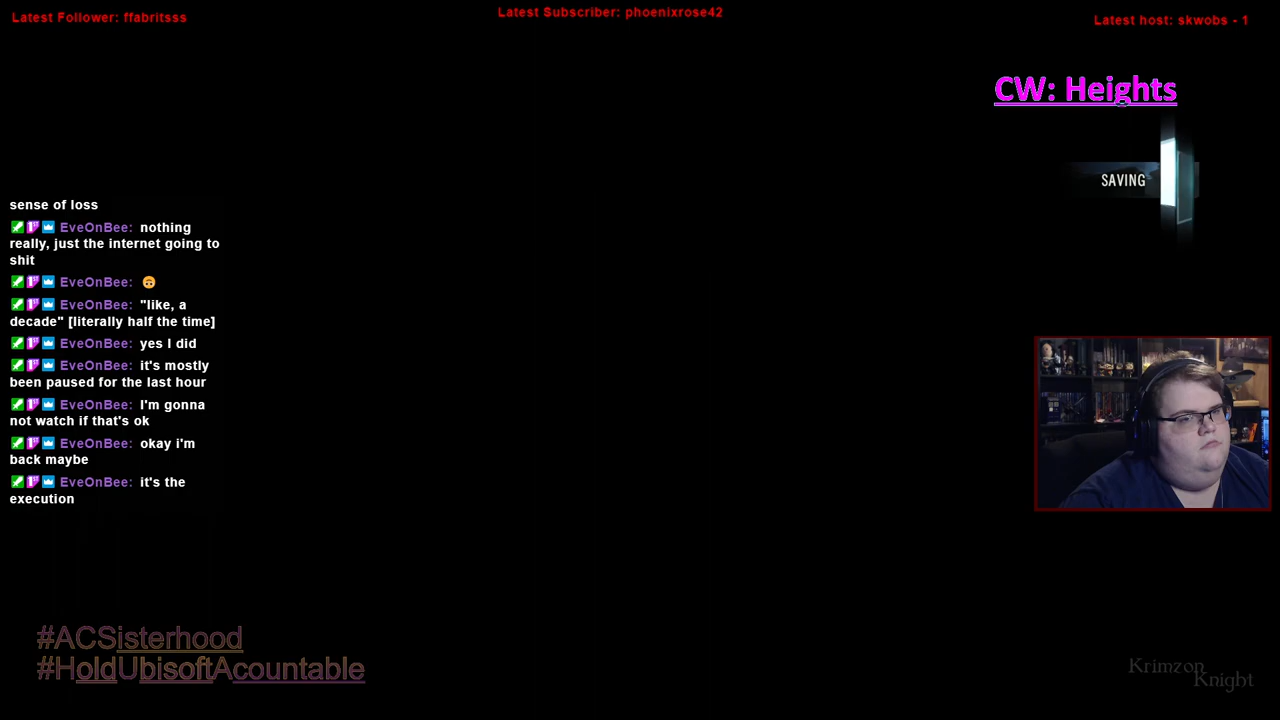 Latest Follower: ffabritsss
Latest Subscriber: phoenixrose42
Latest host: skwobs - 1
CW: Heights
SAVING
sense of loss
EveOnBee: nothing
really, just the internet going to
shit
EveOnBee: 🙃
EveOnBee: "like, a
decade" [literally half the time]
EveOnBee: yes I did
EveOnBee: it's mostly
been paused for the last hour
EveOnBee: I'm gonna
not watch if that's ok
EveOnBee: okay i'm
back maybe
EveOnBee: it's the
execution
#ACSisterhood
#HoldUbisoftAcountable
Krimzon
Knight